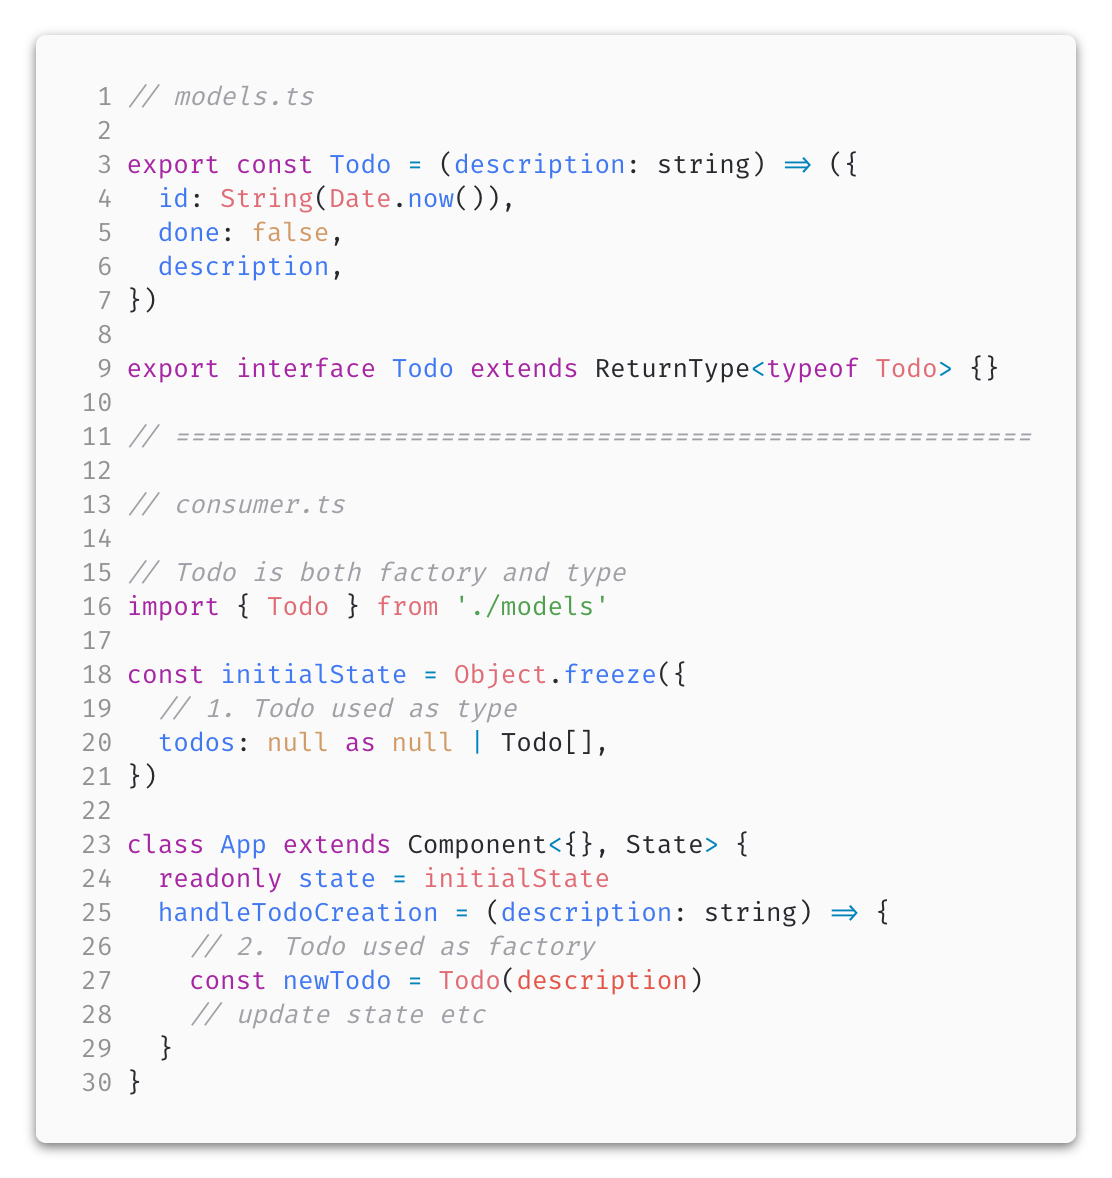 1 // models.ts
2
3 export const Todo = (description: string) => ({
4   id: String(Date.now()),
5   done: false,
6   description,
7 })
8
9 export interface Todo extends ReturnType<typeof Todo> {}
10
11 // =======================================================
12
13 // consumer.ts
14
15 // Todo is both factory and type
16 import { Todo } from './models'
17
18 const initialState = Object.freeze({
19   // 1. Todo used as type
20   todos: null as null | Todo[],
21 })
22
23 class App extends Component<{}, State> {
24   readonly state = initialState
25   handleTodoCreation = (description: string) => {
26     // 2. Todo used as factory
27     const newTodo = Todo(description)
28     // update state etc
29   }
30 }